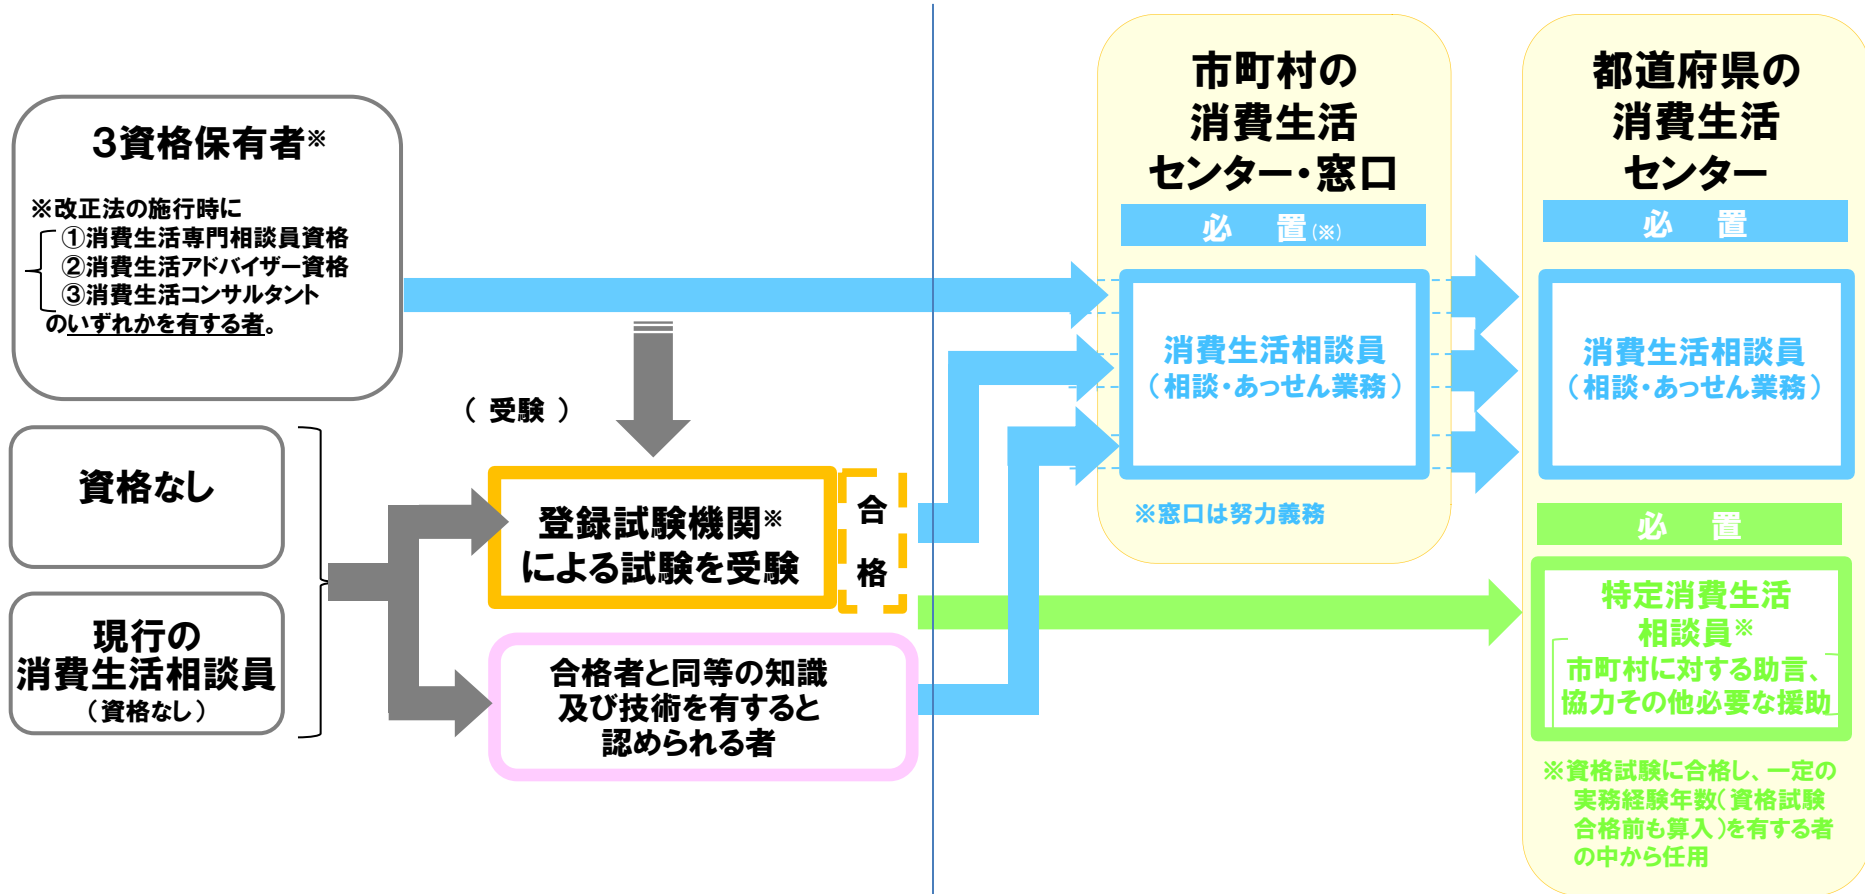 3資格保有者※
※改正法の施行時に
①消費生活専門相談員資格
②消費生活アドバイザー資格
③消費生活コンサルタント
のいずれかを有する者。
資格なし
現行の
消費生活相談員
（資格なし）
（ 受験 ）
登録試験機関※
による試験を受験
合
格
合格者と同等の知識
及び技術を有すると
認められる者
市町村の
消費生活
センター・窓口
必 置(※)
消費生活相談員
（相談・あっせん業務）
※窓口は努力義務
都道府県の
消費生活
センター
必 置
消費生活相談員
（相談・あっせん業務）
必 置
特定消費生活
相談員※
市町村に対する助言、
協力その他必要な援助
※資格試験に合格し、一定の
実務経験年数（資格試験
合格前も算入）を有する者
の中から任用